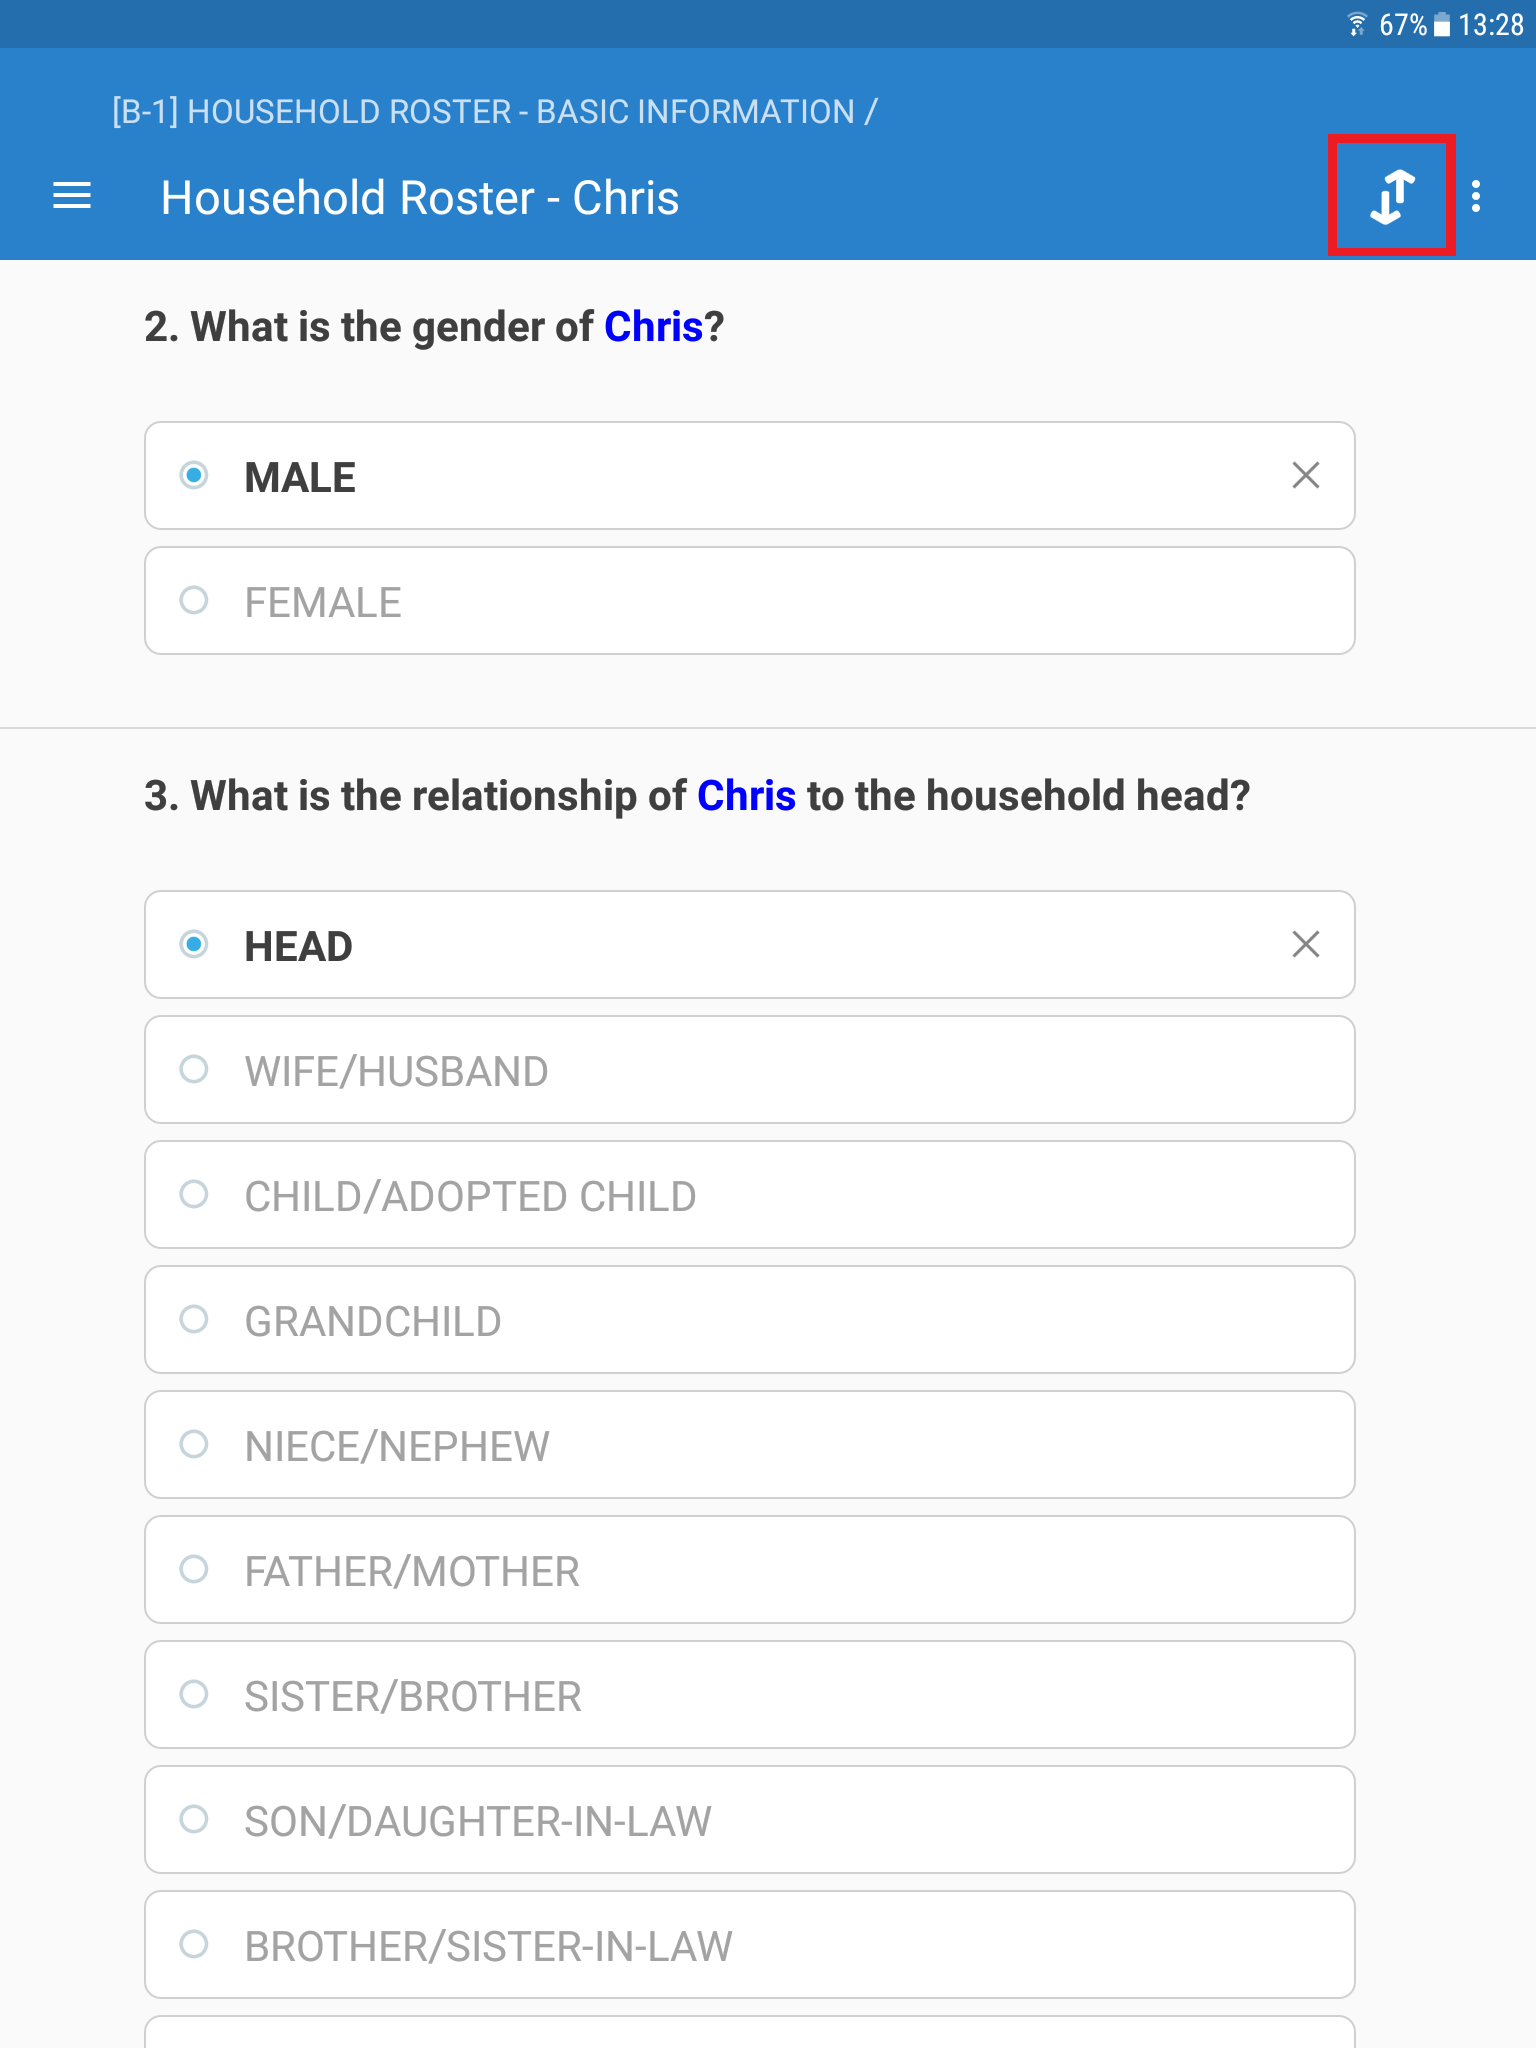 67% 13:28
[B-1] HOUSEHOLD ROSTER - BASIC INFORMATION /
Household Roster - Chris
2. What is the gender of Chris?
MALE
FEMALE
3. What is the relationship of Chris to the household head?
HEAD
WIFE/HUSBAND
CHILD/ADOPTED CHILD
GRANDCHILD
NIECE/NEPHEW
FATHER/MOTHER
SISTER/BROTHER
SON/DAUGHTER-IN-LAW
BROTHER/SISTER-IN-LAW